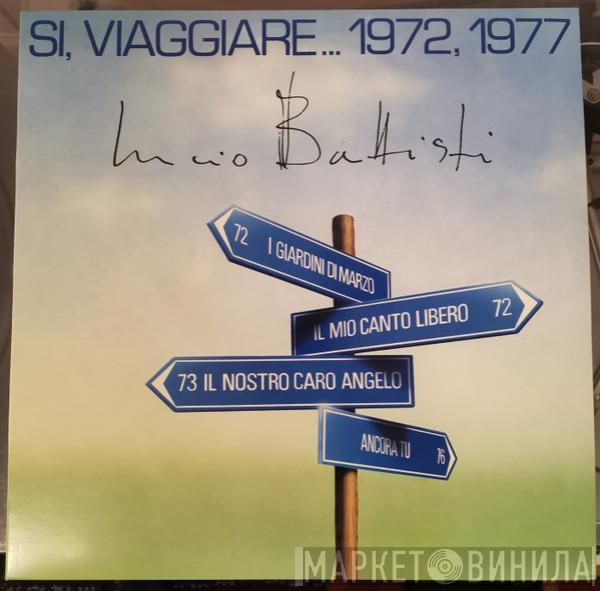 SI, VIAGGIARE... 1972, 1977
Lucio Battisti
72 I GIARDINI DI MARZO
IL MIO CANTO LIBERO 72
73 IL NOSTRO CARO ANGELO
ANCORA TU 76
МАРКЕТ ВИНИЛА